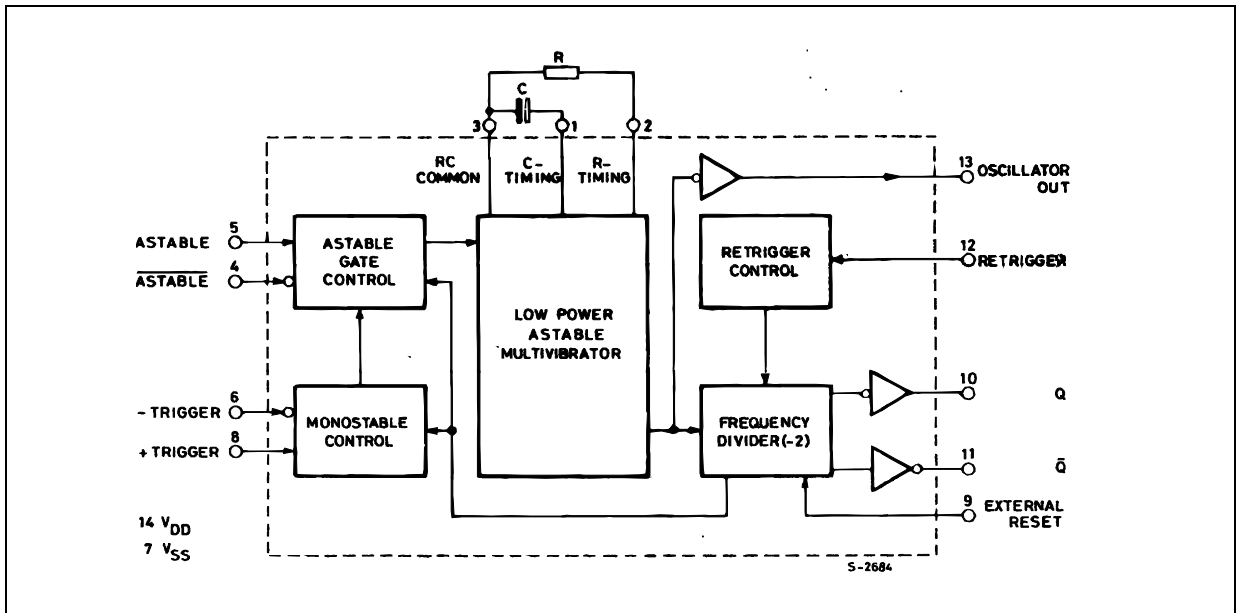 R
C
3
1
2
RC
COMMON
C-
TIMING
R-
TIMING
13
OSCILLATOR
OUT
5
ASTABLE
4
ASTABLE
ASTABLE
GATE
CONTROL
RETRIGGER
CONTROL
12
RETRIGGER
LOW POWER
ASTABLE
MULTIVIBRATOR
6
- TRIGGER
8
+ TRIGGER
MONOSTABLE
CONTROL
FREQUENCY
DIVIDER (-2)
10
Q
11
Q̄
9
EXTERNAL
RESET
14 VDD
7 VSS
S-2684